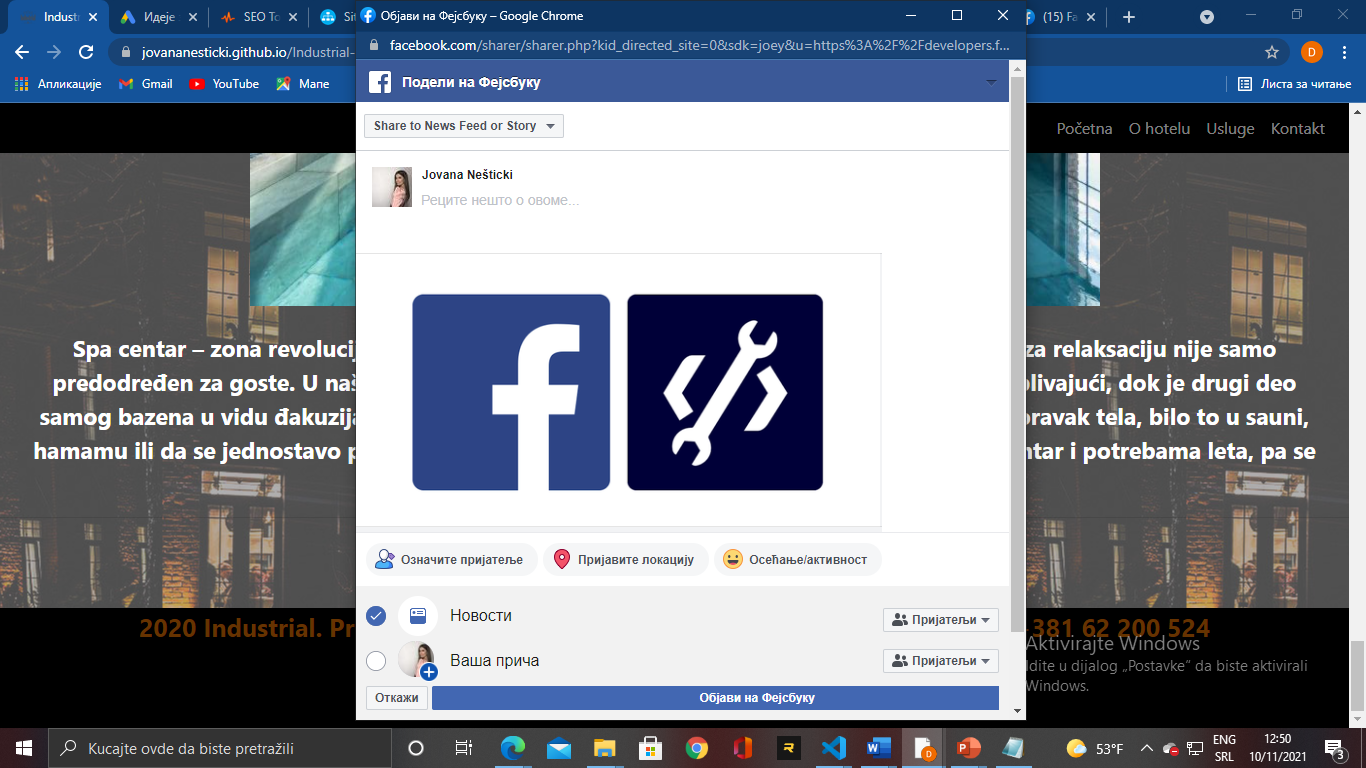 Industr
Идеје
SEO To
Sit
Објави на Фејсбуку – Google Chrome
(15) Fa
jovananesticki.github.io/Industrial-
facebook.com/sharer/sharer.php?kid_directed_site=0&sdk=joey&u=https%3A%2F%2Fdevelopers.f...
D
Апликације
Gmail
YouTube
Мапе
Листа за читање
Подели на Фејсбуку
Share to News Feed or Story
Početna O hotelu Usluge Kontakt
Jovana Nešticki
Реците нешто о овоме...
Spa centar – zona revoluci
za relaksaciju nije samo
predodređen za goste. U naš
plivajući, dok je drugi deo
samog bazena u vidu đakuzija
oravak tela, bilo to u sauni,
hamamu ili da se jednostavo p
ntar i potrebama leta, pa se
Означите пријатеље
Пријавите локацију
Осећање/активност
Новости
Пријатељи
Ваша прича
Пријатељи
Откажи
Објави на Фејсбуку
2020 Industrial. Pr
381 62 200 524
Aktivirajte Windows
Idite u dijalog „Postavke“ da biste aktivirali
Windows.
Kucajte ovde da biste pretražili
53°F
ENG
SRL
12:50
10/11/2021
3